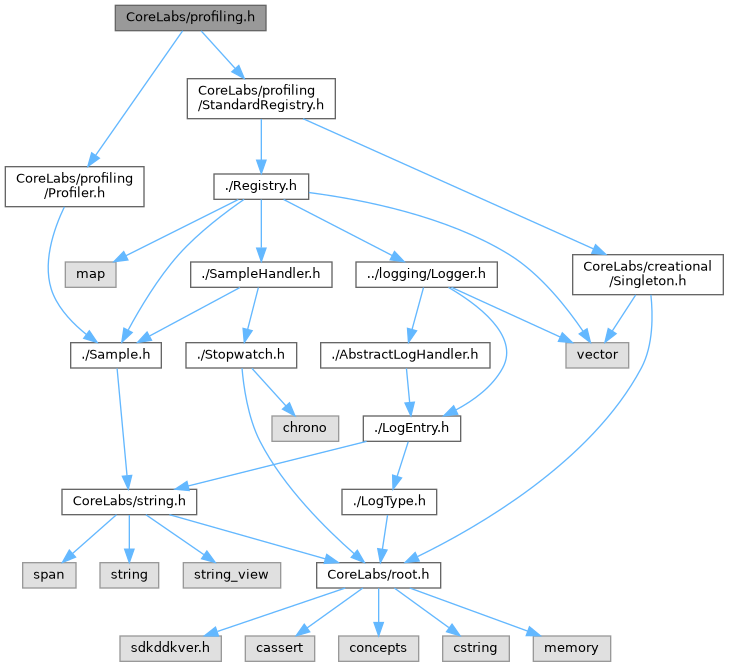 CoreLabs/profiling.h
CoreLabs/profiling
/StandardRegistry.h
CoreLabs/profiling
/Profiler.h
./Registry.h
map
./SampleHandler.h
../logging/Logger.h
CoreLabs/creational
/Singleton.h
./Sample.h
./Stopwatch.h
./AbstractLogHandler.h
vector
chrono
./LogEntry.h
CoreLabs/string.h
./LogType.h
span
string
string_view
CoreLabs/root.h
sdkddkver.h
cassert
concepts
cstring
memory